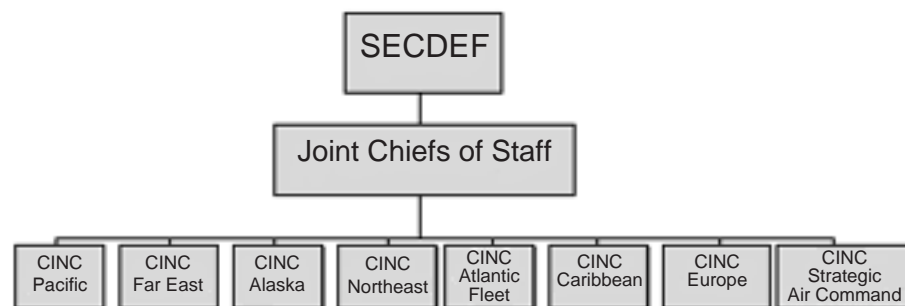 SECDEF
Joint Chiefs of Staff
CINC
Pacific
CINC
Far East
CINC
Alaska
CINC
Northeast
CINC
Atlantic
Fleet
CINC
Caribbean
CINC
Europe
CINC
Strategic
Air Command